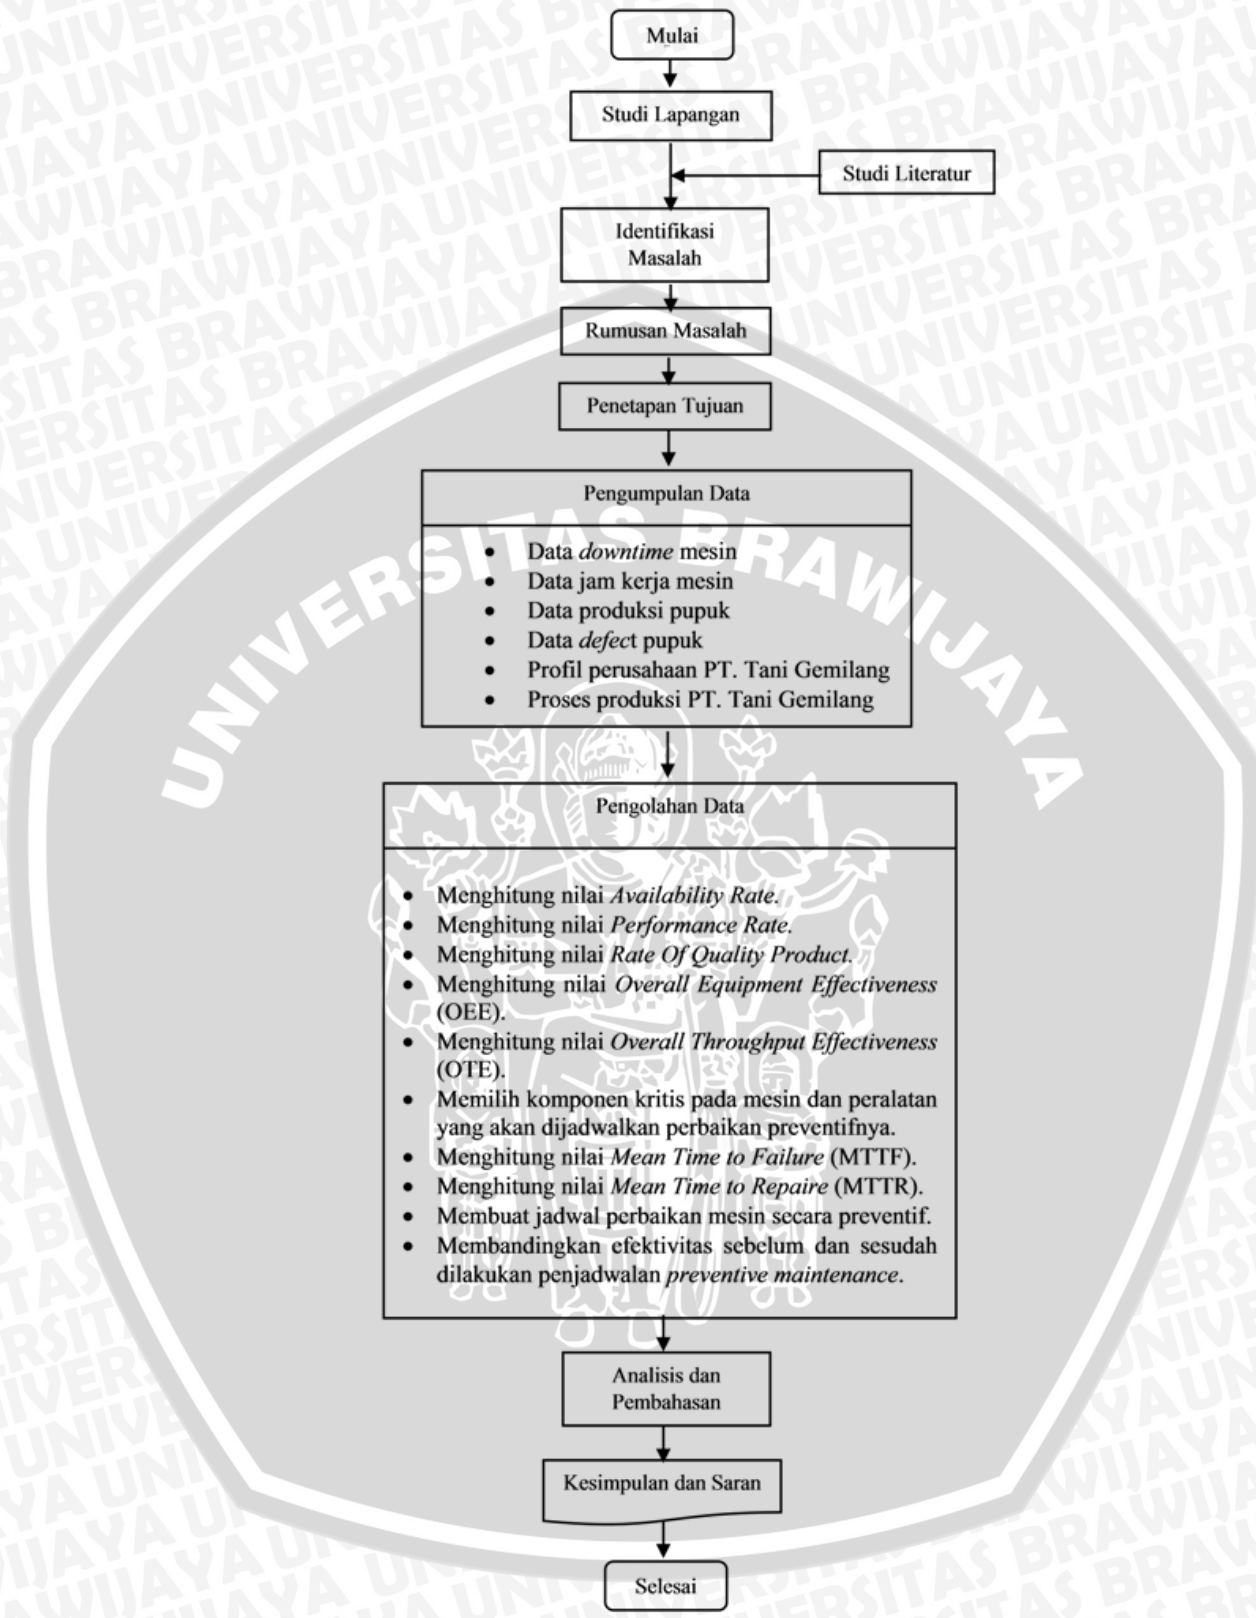 Mulai
Studi Lapangan
Studi Literatur
Identifikasi
Masalah
Rumusan Masalah
Penetapan Tujuan
Pengumpulan Data
• Data downtime mesin
• Data jam kerja mesin
• Data produksi pupuk
• Data defect pupuk
• Profil perusahaan PT. Tani Gemilang
• Proses produksi PT. Tani Gemilang
UNIVERSITAS BRAWIJAYA
Pengolahan Data
• Menghitung nilai Availability Rate.
• Menghitung nilai Performance Rate.
• Menghitung nilai Rate Of Quality Product.
• Menghitung nilai Overall Equipment Effectiveness
(OEE).
• Menghitung nilai Overall Throughput Effectiveness
(OTE).
• Memilih komponen kritis pada mesin dan peralatan
yang akan dijadwalkan perbaikan preventifnya.
• Menghitung nilai Mean Time to Failure (MTTF).
• Menghitung nilai Mean Time to Repaire (MTTR).
• Membuat jadwal perbaikan mesin secara preventif.
• Membandingkan efektivitas sebelum dan sesudah
dilakukan penjadwalan preventive maintenance.
Analisis dan
Pembahasan
Kesimpulan dan Saran
Selesai